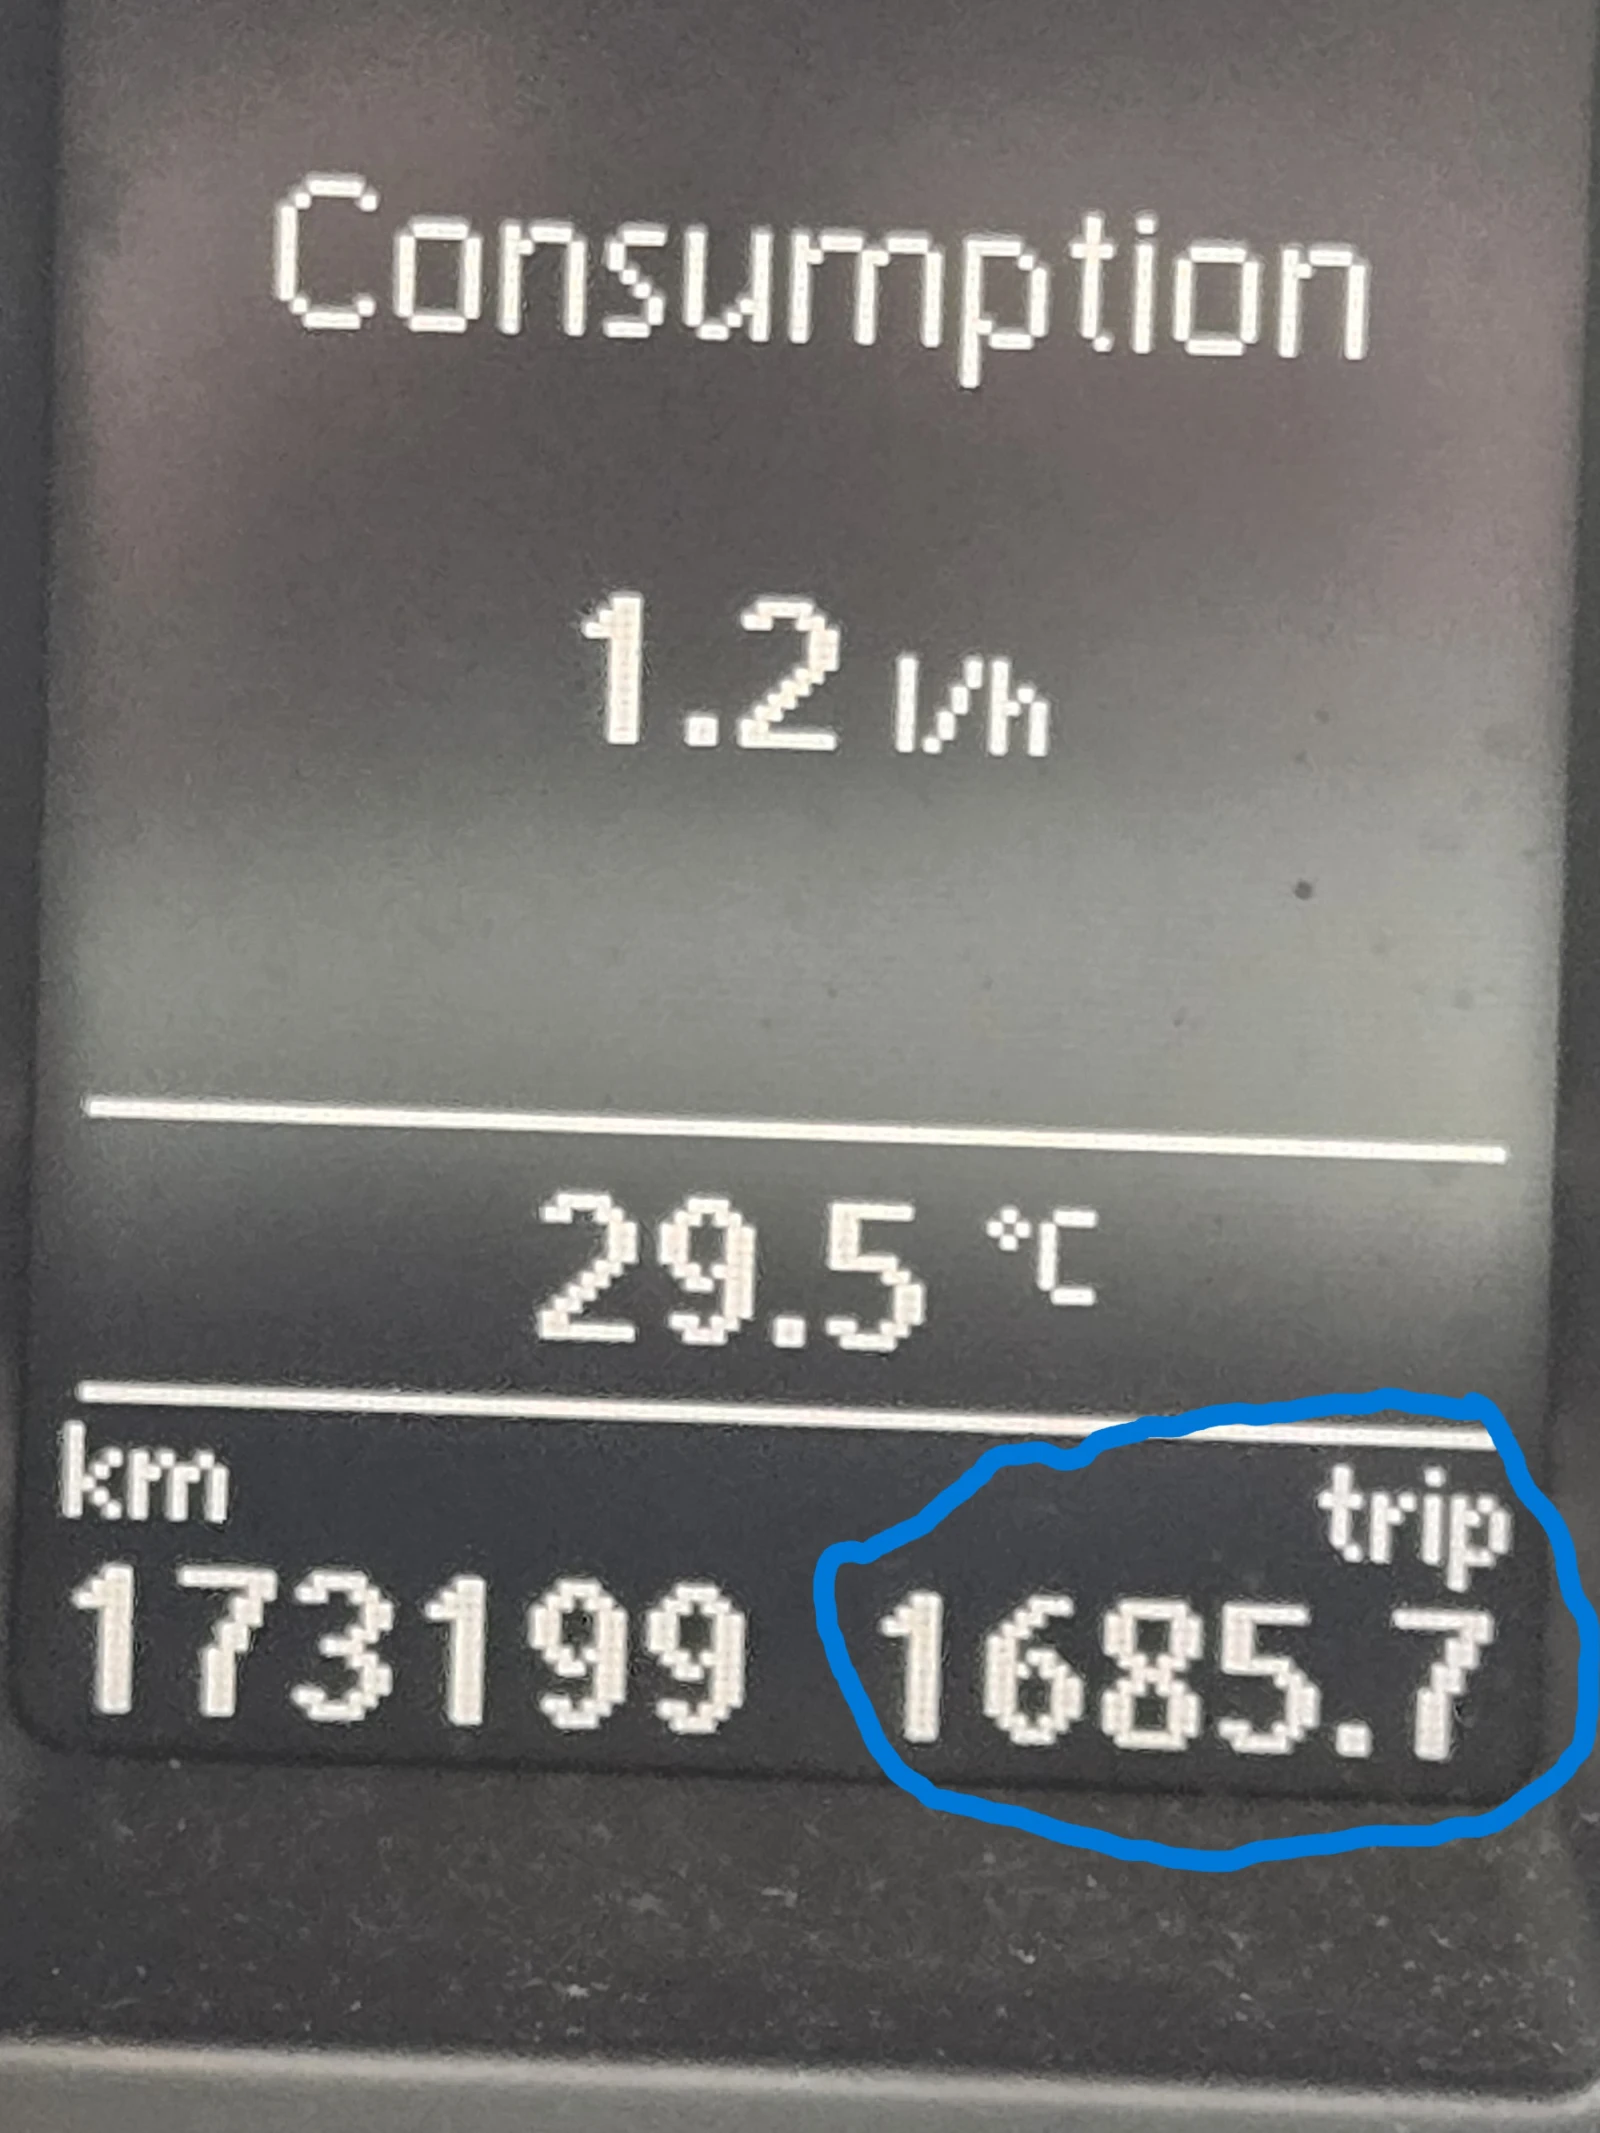 Consumption
1.2 l/h
29.5 °C
km trip
173199 1685.7